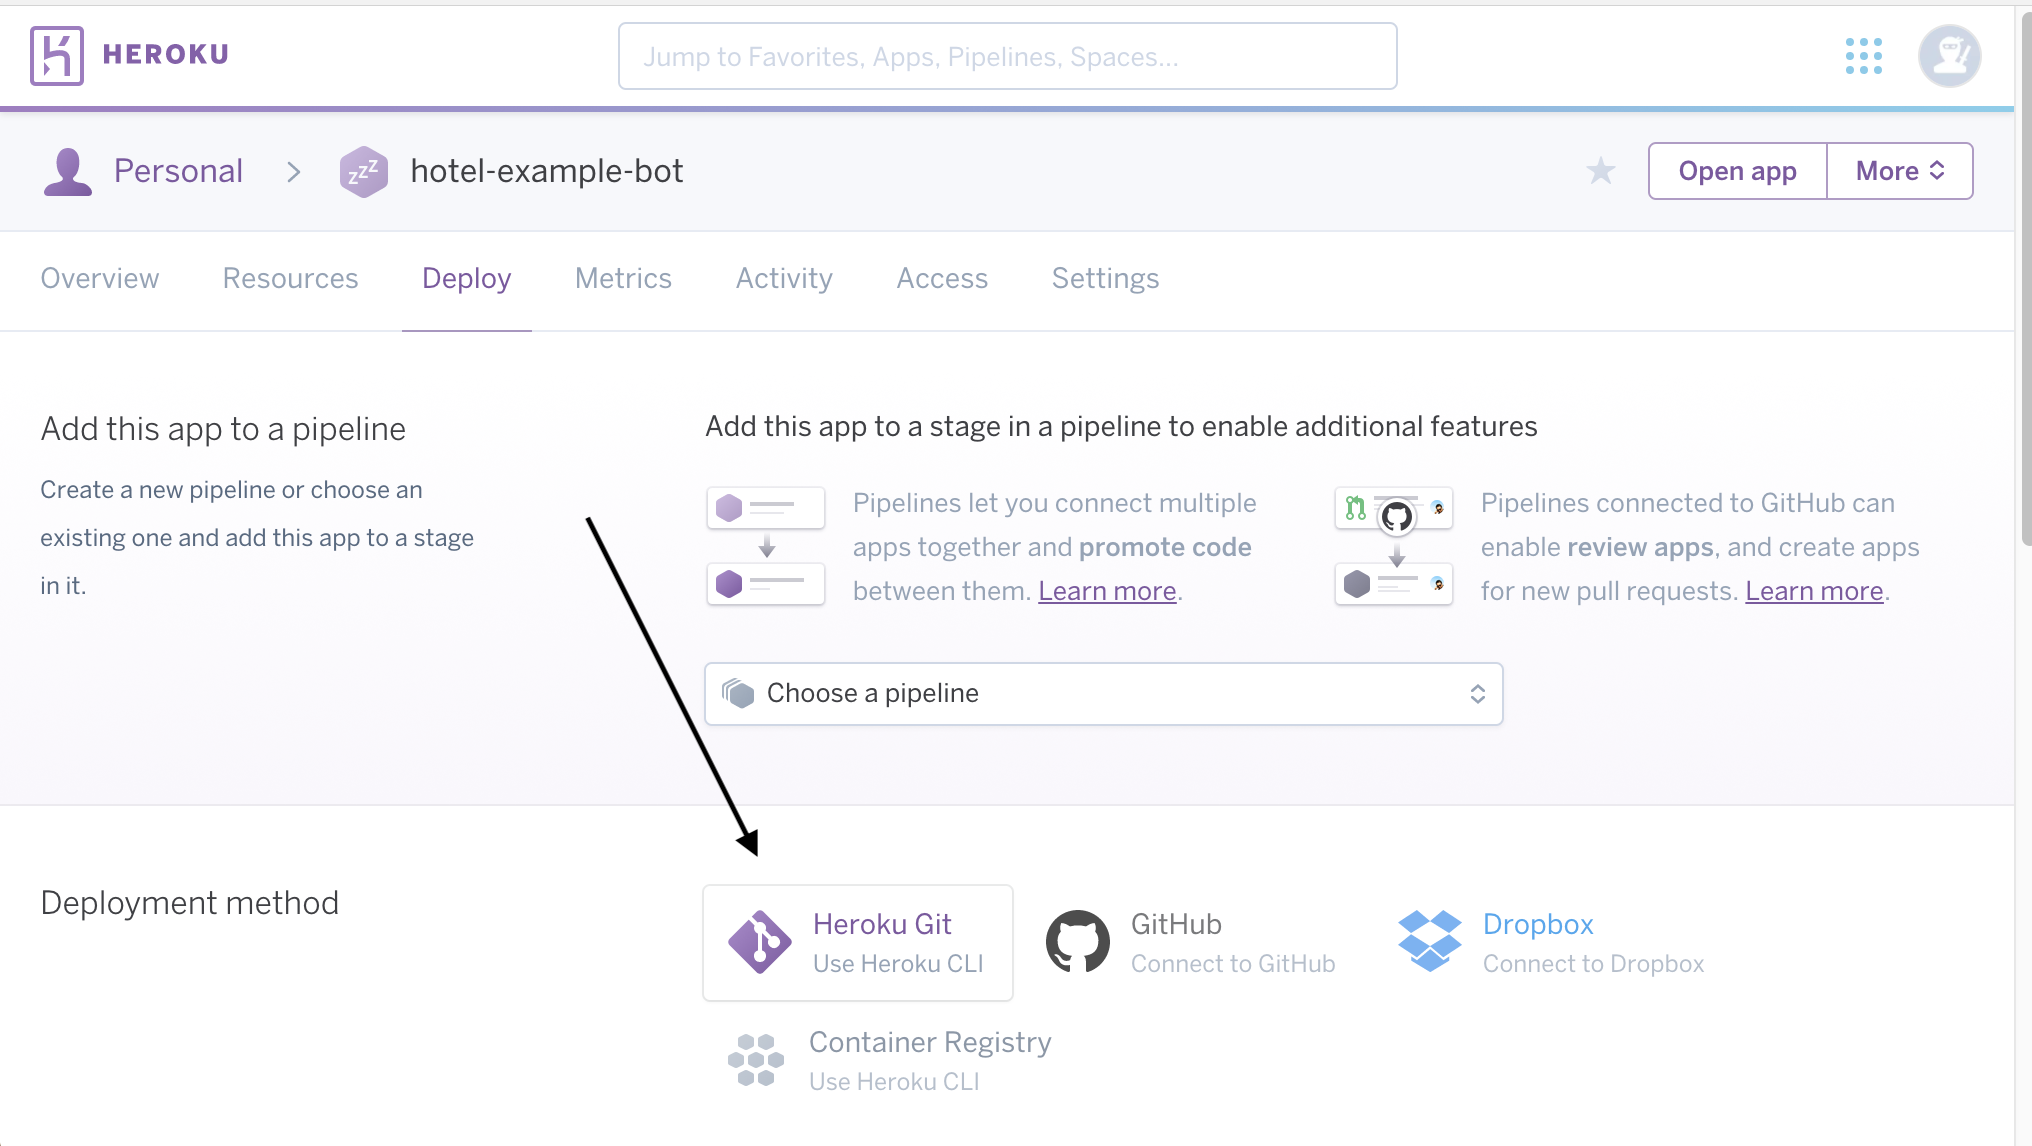 HEROKU
Jump to Favorites, Apps, Pipelines, Spaces...
Personal
zzz
hotel-example-bot
Open app
More
Overview
Resources
Deploy
Metrics
Activity
Access
Settings
Add this app to a pipeline
Create a new pipeline or choose an
existing one and add this app to a stage
in it.
Add this app to a stage in a pipeline to enable additional features
Pipelines let you connect multiple
apps together and promote code
between them. Learn more.
Pipelines connected to GitHub can
enable review apps, and create apps
for new pull requests. Learn more.
Choose a pipeline
Deployment method
Heroku Git
Use Heroku CLI
GitHub
Connect to GitHub
Dropbox
Connect to Dropbox
Container Registry
Use Heroku CLI